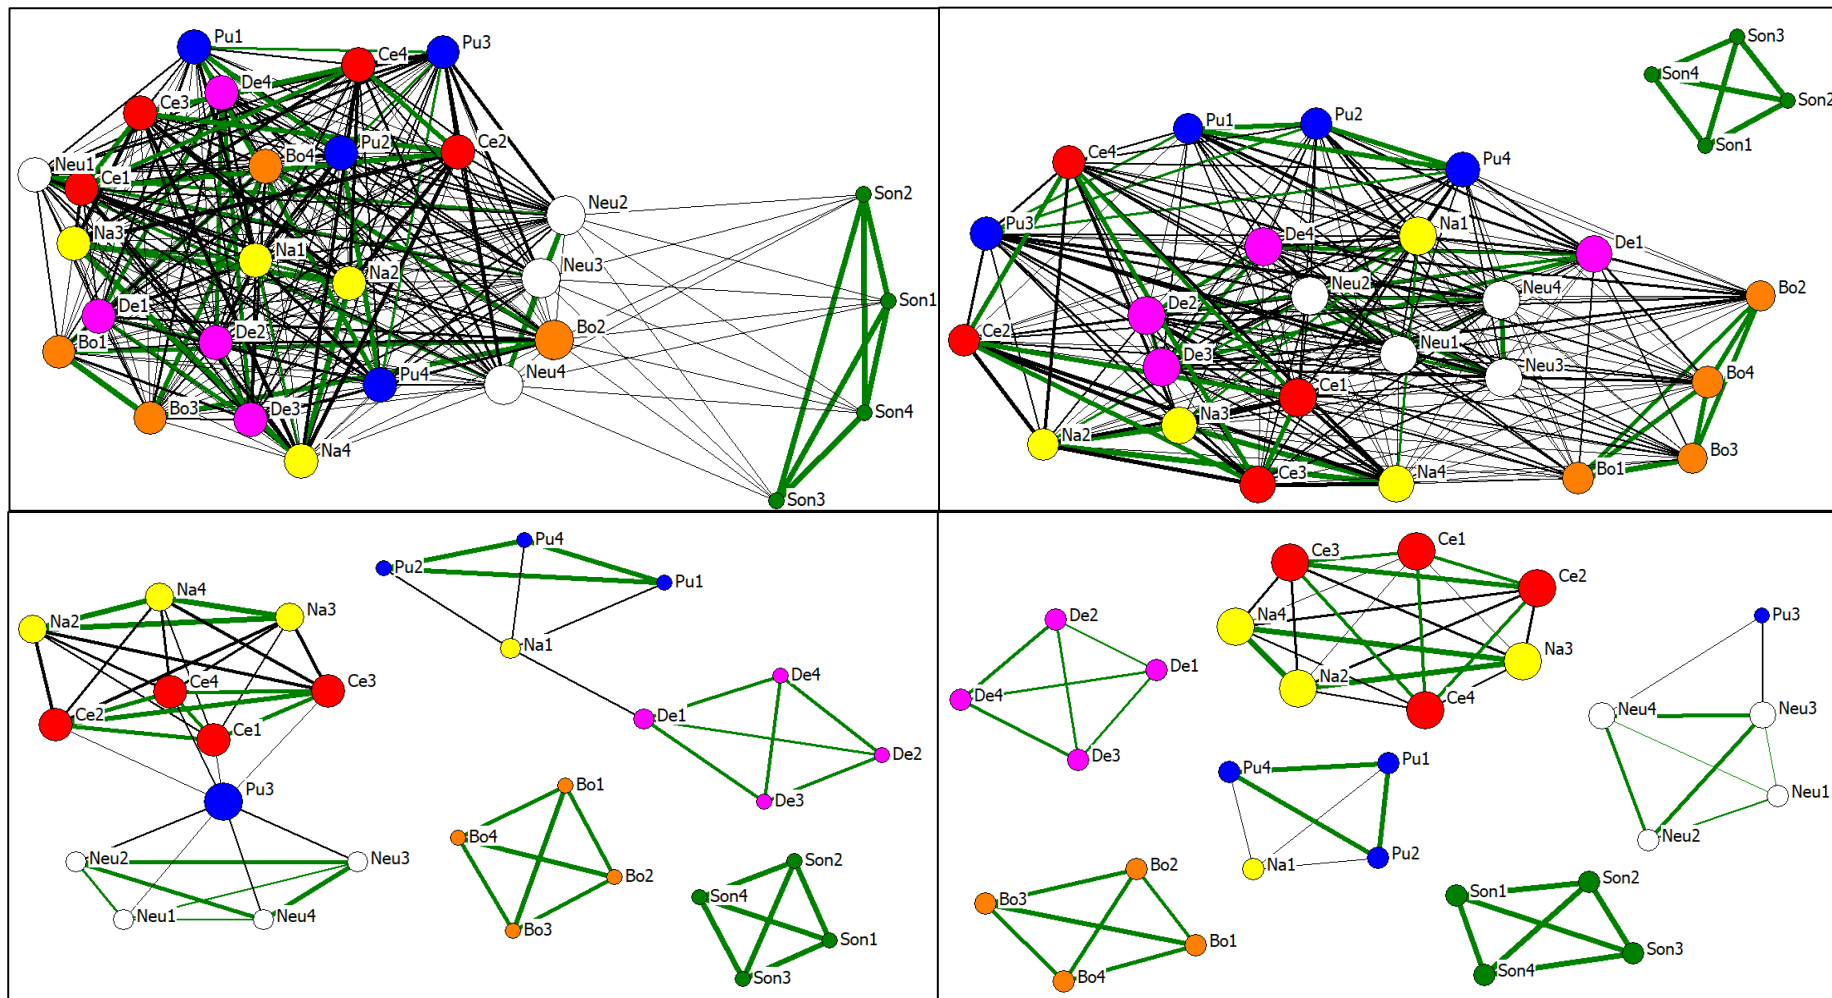 Pu1
Ce4
Pu3
De4
Ce3
Bo4
Pu2
Ce2
Neu1
Ce1
Neu2
Son2
Na3
Na1
Na2
Neu3
Son1
De1
De2
Bo2
Bo1
Pu4
Neu4
Bo3
De3
Son4
Na4
Son3
Son3
Son4
Son2
Son1
Pu1
Pu2
Ce4
Pu4
Pu3
De4
Na1
De1
Neu2
Neu4
Bo2
De2
Ce2
De3
Neu1
Neu3
Bo4
Ce1
Na3
Na2
Bo3
Bo1
Ce3
Na4
Pu4
Pu2
Pu1
Na4
Na3
Na2
Na1
Ce4
Ce3
De4
Ce2
Ce1
De1
De2
Pu3
Bo1
De3
Bo4
Neu2
Neu3
Bo2
Son2
Son4
Neu1
Neu4
Bo3
Son1
Son3
Ce3
Ce1
Ce2
De2
Na4
Pu3
De1
Na3
De4
Na2
Ce4
Neu4
Neu3
De3
Pu4
Pu1
Neu1
Neu2
Na1
Pu2
Bo2
Son1
Son2
Bo3
Bo1
Son3
Bo4
Son4